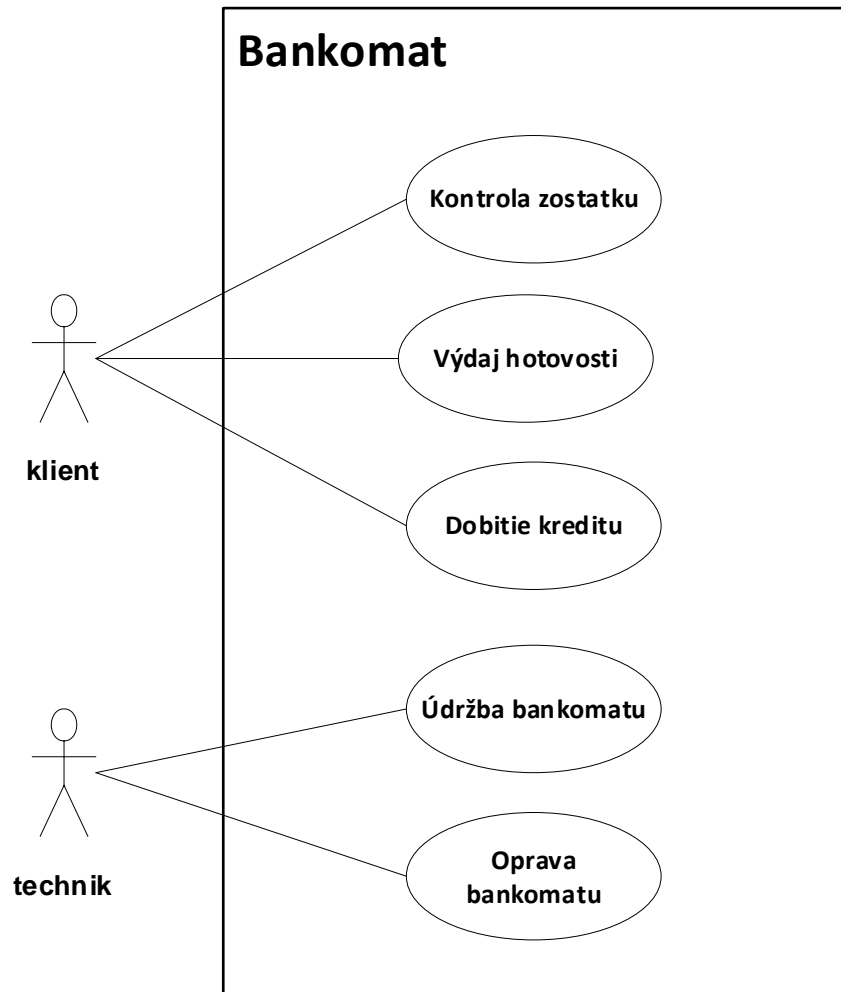 Bankomat
Kontrola zostatku
Výdaj hotovosti
klient
Dobitie kreditu
Údržba bankomatu
technik
Oprava
bankomatu